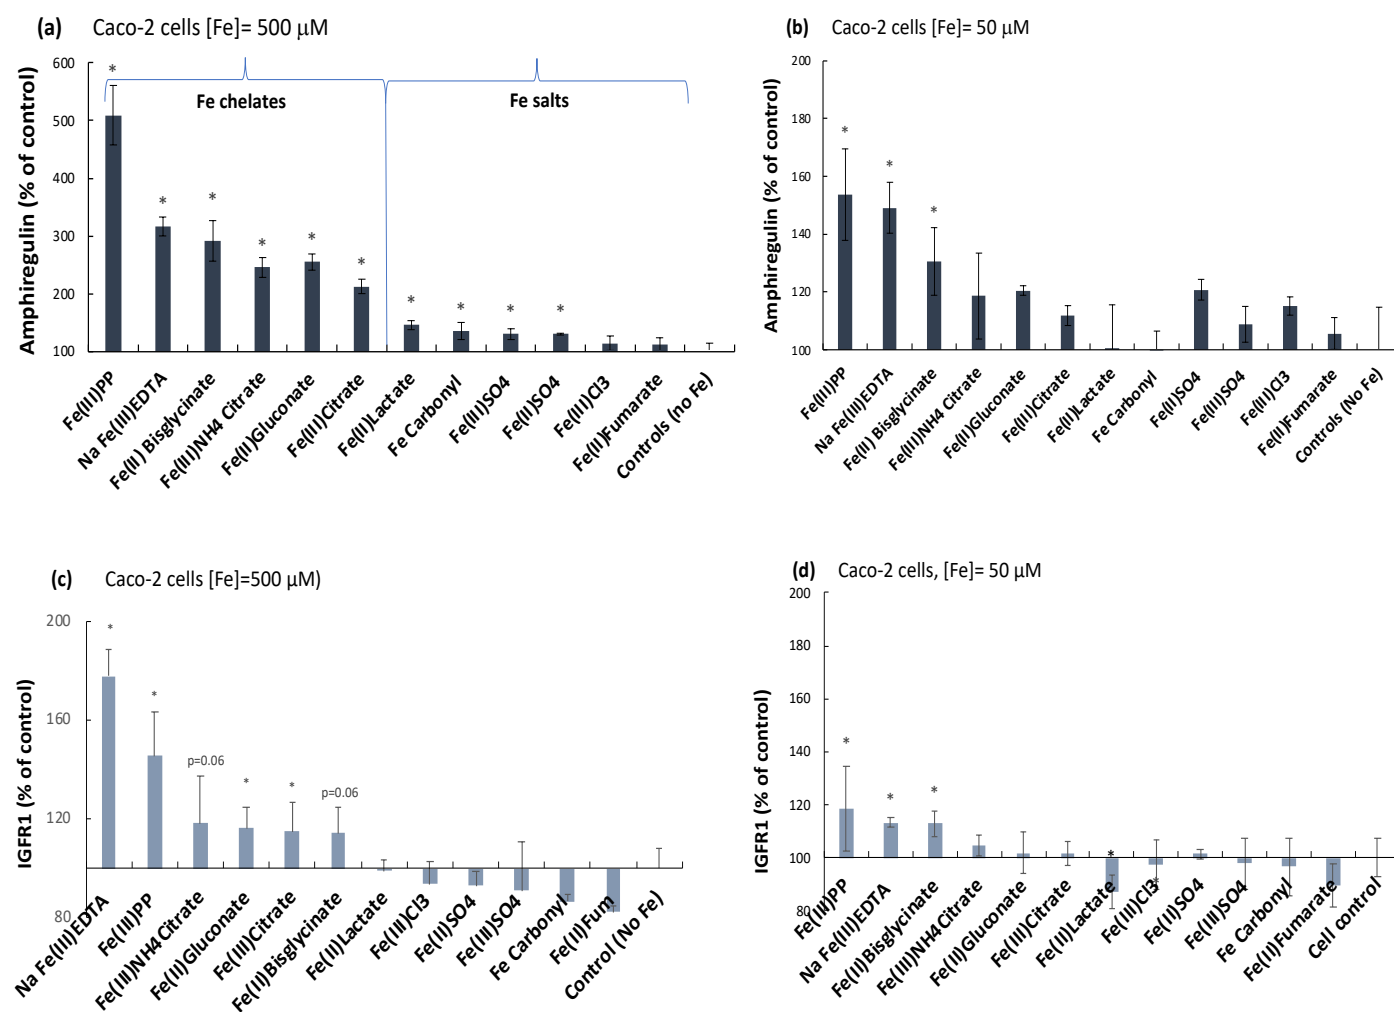 (a) Caco-2 cells [Fe]= 500 μM
Amphiregulin (% of control)
600
500
400
300
200
100
Fe chelates
Fe salts
*
*
*
*
*
*
*
*
*
*
Fe(III)PP
Na Fe(III)EDTA
Fe(II) Bisglycinate
Fe(III)NH4 Citrate
Fe(II)Gluconate
Fe(III)Citrate
Fe(II)Lactate
Fe Carbonyl
Fe(III)SO4
Fe(II)SO4
Fe(III)Cl3
Fe(II)Fumarate
Controls (no Fe)
(b) Caco-2 cells [Fe]= 50 μM
Amphiregulin (% of control)
200
180
160
140
120
100
*
*
*
Fe(III)PP
Na Fe(III)EDTA
Fe(II) Bisglycinate
Fe(III)NH4 Citrate
Fe(II)Gluconate
Fe(III)Citrate
Fe(II)Lactate
Fe Carbonyl
Fe(II)SO4
Fe(III)SO4
Fe(III)Cl3
Fe(II)Fumarate
Controls (No Fe)
(c) Caco-2 cells [Fe]=500 μM)
IGFR1 (% of control)
200
160
120
80
*
*
p=0.06
*
*
p=0.06
Na Fe(III)EDTA
Fe(III)PP
Fe(III)NH4 Citrate
Fe(II)Gluconate
Fe(III)Citrate
Fe(II)Bisglycinate
Fe(II)Lactate
Fe(III)Cl3
Fe(II)SO4
Fe(III)SO4
Fe Carbonyl
Fe(II)Fum
Control (No Fe)
(d) Caco-2 cells, [Fe]= 50 μM
IGFR1 (% of control)
200
180
160
140
120
100
80
*
*
*
*
*
Fe(III)PP
Na Fe(III)EDTA
Fe(II)Bisglycinate
Fe(III)NH4 Citrate
Fe(II)Gluconate
Fe(III)Citrate
Fe(II)Lactate
Fe(III)Cl3
Fe(II)SO4
Fe(III)SO4
Fe Carbonyl
Fe(II)Fumarate
Cell control